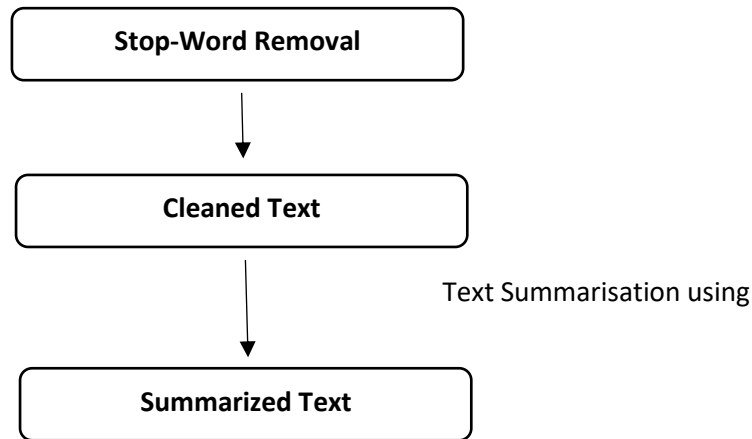 Stop-Word Removal
Cleaned Text
Text Summarisation using
Summarized Text